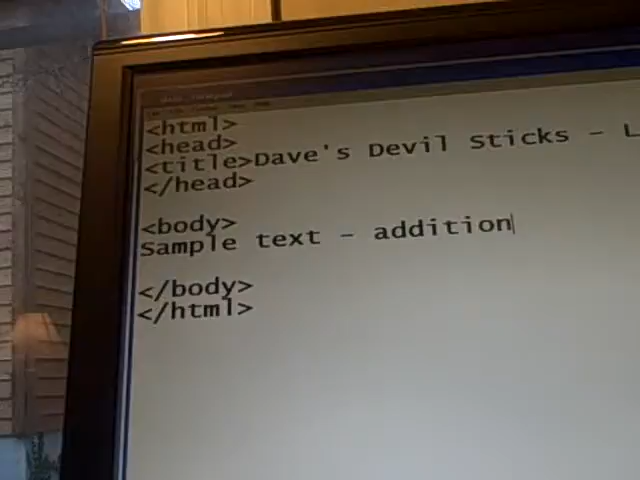 <html>
<head>
<title>Dave's Devil Sticks - L
</head>
<body>
Sample text - addition
</body>
</html>